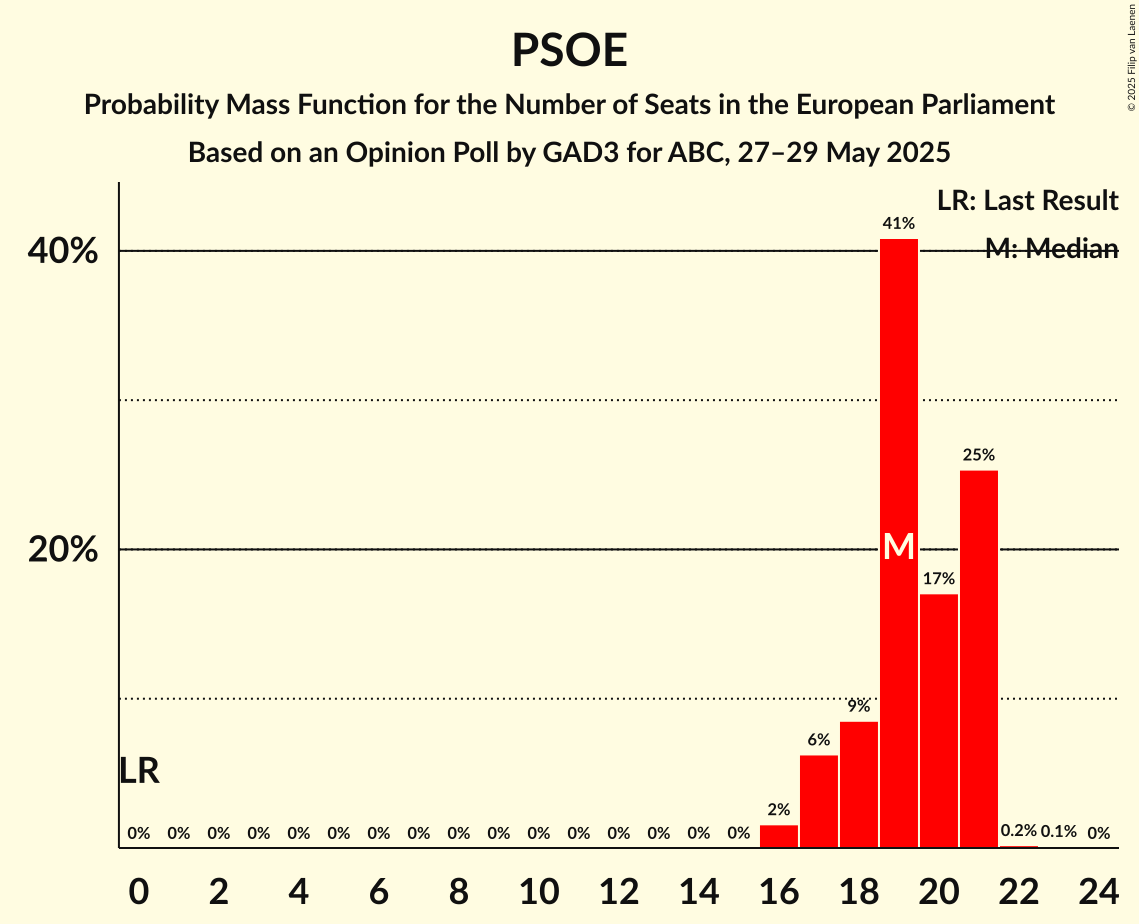 PSOE
Probability Mass Function for the Number of Seats in the European Parliament
Based on an Opinion Poll by GAD3 for ABC, 27–29 May 2025
© 2025 Filip van Laenen
LR: Last Result
M: Median
40%
20%
41%
25%
17%
9%
6%
2%
M
LR
0% 0% 0% 0% 0% 0% 0% 0% 0% 0% 0% 0% 0% 0% 0% 0% 0.2% 0.1% 0%
0 2 4 6 8 10 12 14 16 18 20 22 24